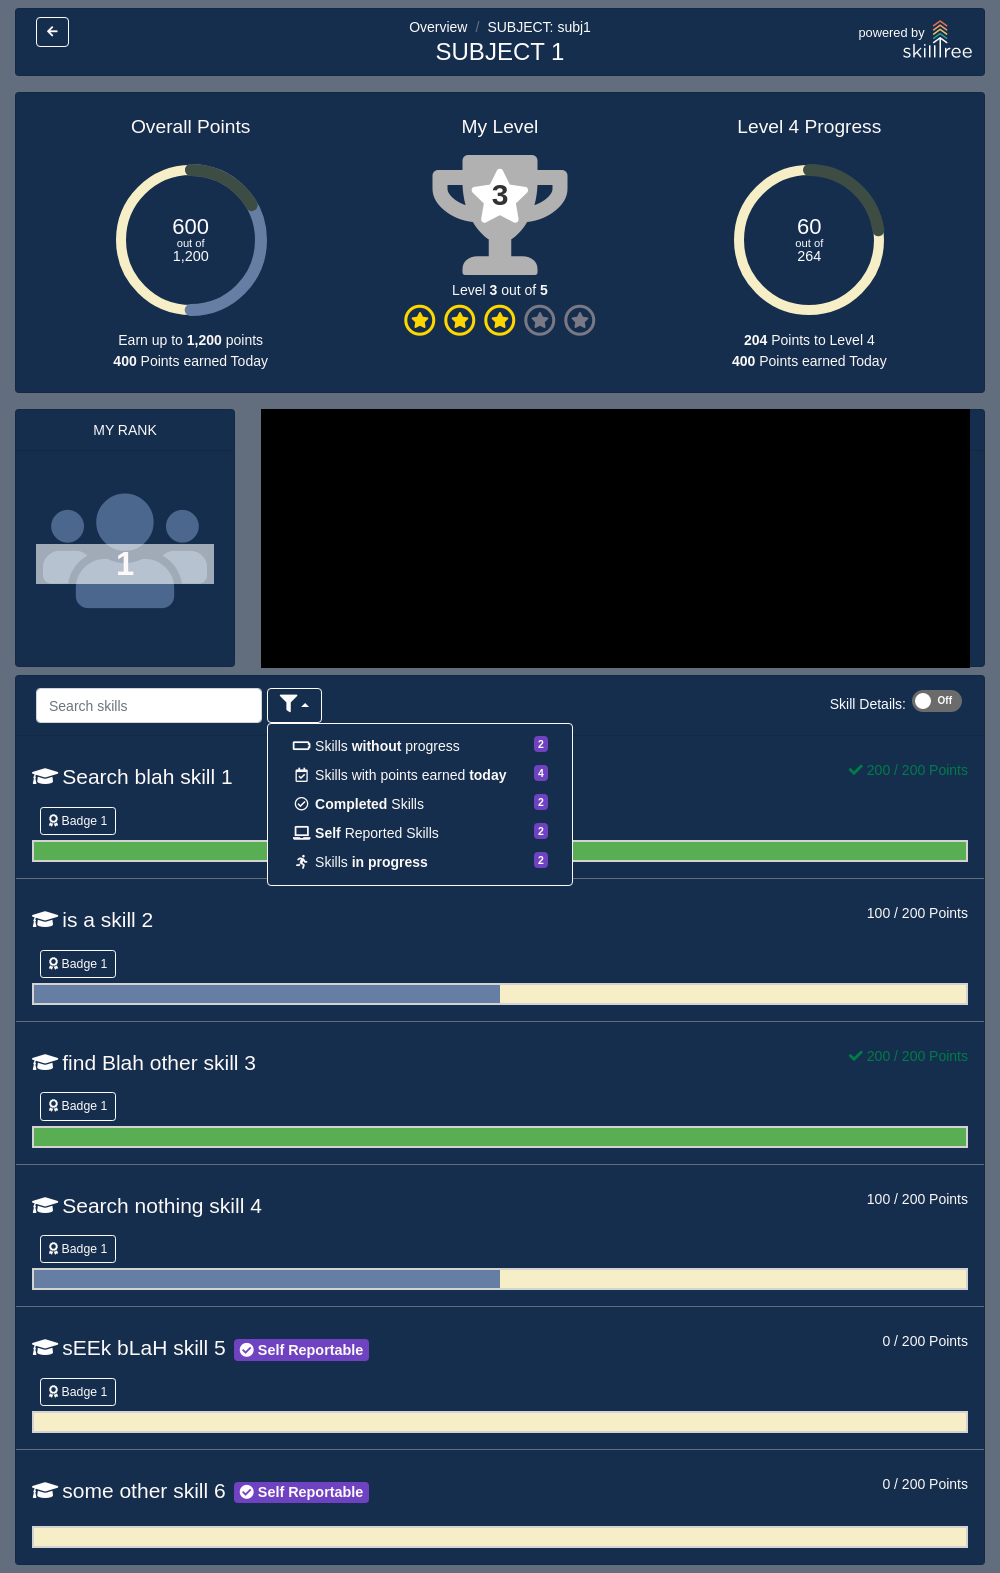 Overview / SUBJECT: subj1
SUBJECT 1
powered by
skilltree
Overall Points
600
out of
1,200
Earn up to 1,200 points
400 Points earned Today
My Level
3
Level 3 out of 5
Level 4 Progress
60
out of
264
204 Points to Level 4
400 Points earned Today
MY RANK
1
Search skills
Skill Details: Off
Skills without progress 2
Skills with points earned today 4
Completed Skills 2
Self Reported Skills 2
Skills in progress 2
Search blah skill 1
200 / 200 Points
Badge 1
is a skill 2
100 / 200 Points
Badge 1
find Blah other skill 3
200 / 200 Points
Badge 1
Search nothing skill 4
100 / 200 Points
Badge 1
sEEk bLaH skill 5 Self Reportable
0 / 200 Points
Badge 1
some other skill 6 Self Reportable
0 / 200 Points